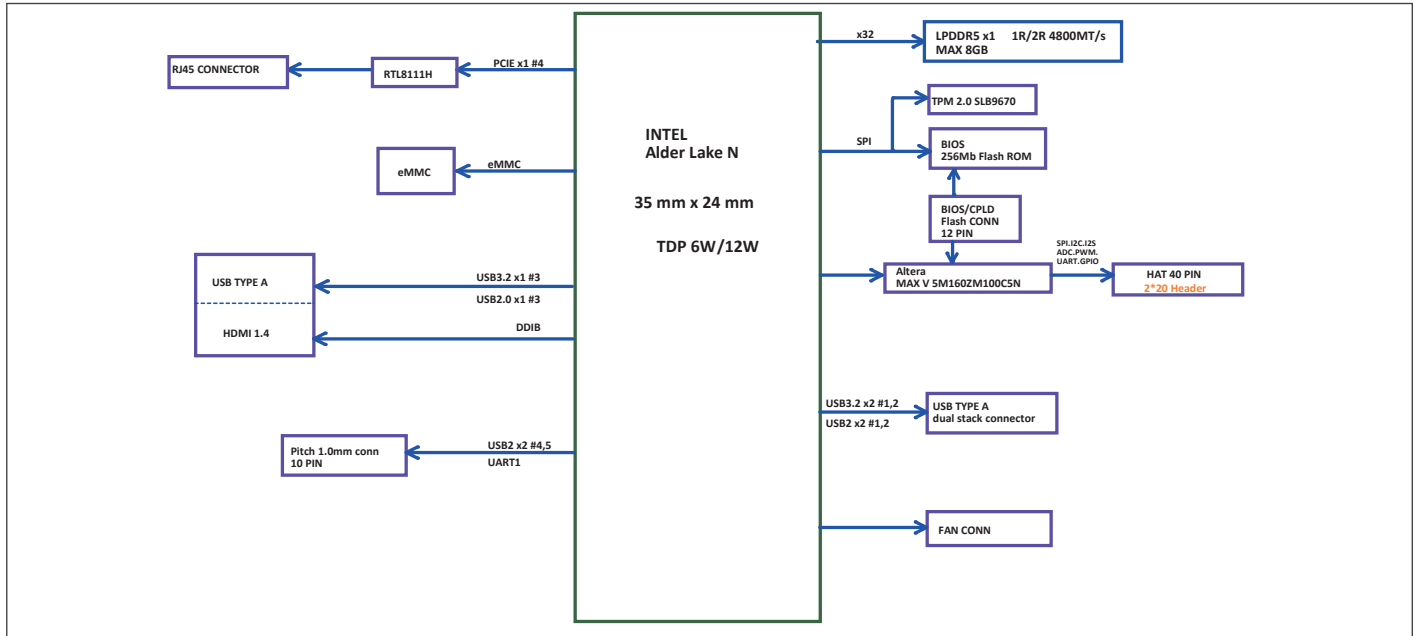 RJ45 CONNECTOR
RTL8111H
PCIE x1 #4
eMMC
eMMC
USB TYPE A
HDMI 1.4
USB3.2 x1 #3
USB2.0 x1 #3
DDIB
Pitch 1.0mm conn
10 PIN
USB2 x2 #4,5
UART1
INTEL
Alder Lake N
35 mm x 24 mm
TDP 6W/12W
x32
LPDDR5 x1 1R/2R 4800MT/s
MAX 8GB
TPM 2.0 SLB9670
SPI
BIOS
256Mb Flash ROM
BIOS/CPLD
Flash CONN
12 PIN
Altera
MAX V 5M160ZM100C5N
SPI.I2C.I2S
ADC.PWM.
UART.GPIO
HAT 40 PIN
2*20 Header
USB3.2 x2 #1,2
USB2 x2 #1,2
USB TYPE A
dual stack connector
FAN CONN